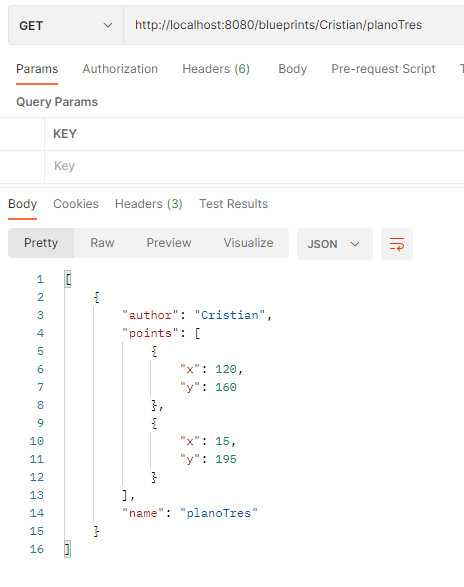 GET http://localhost:8080/blueprints/Cristian/planoTres
Params Authorization Headers (6) Body Pre-request Script T
Query Params
KEY
Key
Body Cookies Headers (3) Test Results
Pretty Raw Preview Visualize JSON
1 [
2 {
3 "author": "Cristian",
4 "points": [
5 {
6 "x": 120,
7 "y": 160
8 },
9 {
10 "x": 15,
11 "y": 195
12 }
13 ],
14 "name": "planoTres"
15 }
16 ]